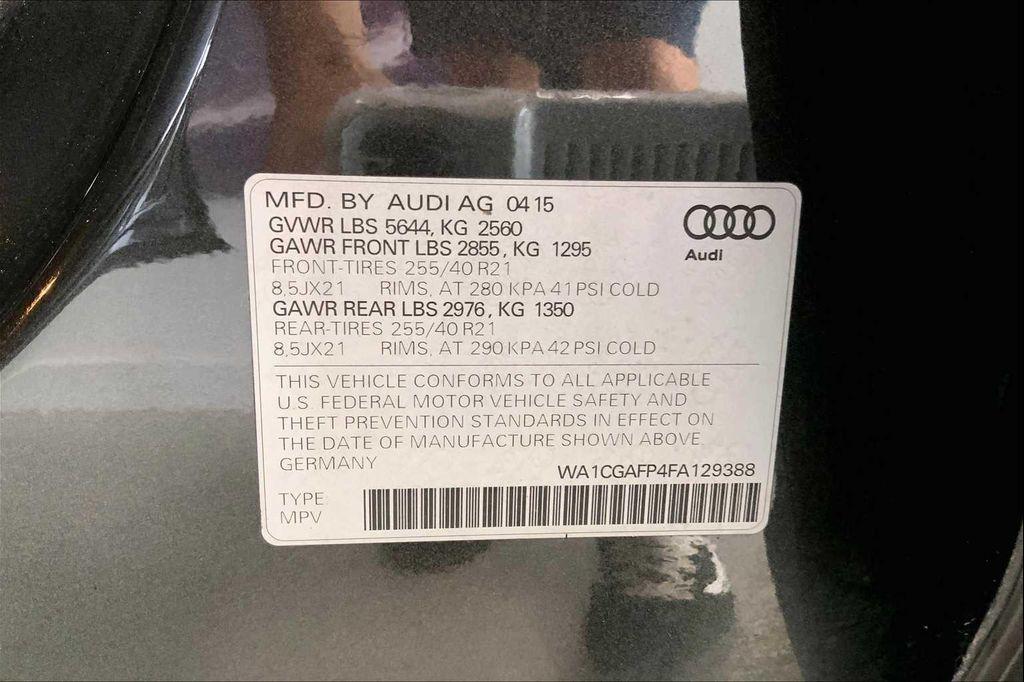 MFD. BY AUDI AG 0415
GVWR LBS 5644, KG 2560
GAWR FRONT LBS 2855, KG 1295
FRONT-TIRES 255/40 R21
8,5JX21 RIMS, AT 280 KPA 41 PSI COLD
GAWR REAR LBS 2976, KG 1350
REAR-TIRES 255/40 R21
8,5JX21 RIMS, AT 290 KPA 42 PSI COLD
Audi
THIS VEHICLE CONFORMS TO ALL APPLICABLE
U.S. FEDERAL MOTOR VEHICLE SAFETY AND
THEFT PREVENTION STANDARDS IN EFFECT ON
THE DATE OF MANUFACTURE SHOWN ABOVE.
GERMANY
WA1CGAFP4FA129388
TYPE:
MPV